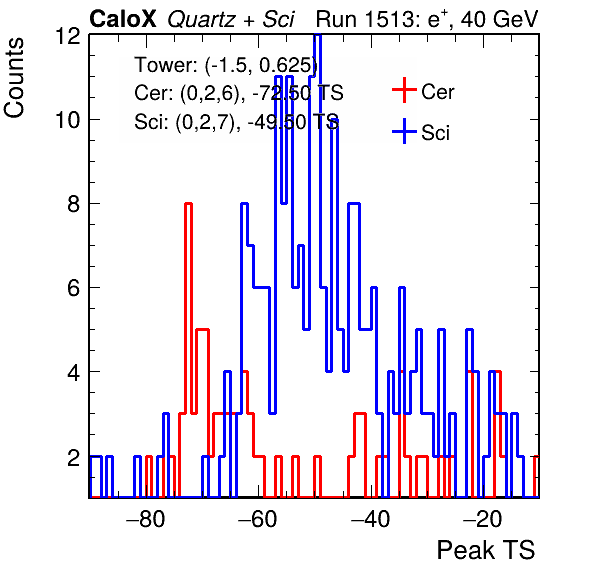 CaloX Quartz + Sci Run 1513: e+, 40 GeV
Counts
12
10
8
6
4
2
Tower: (-1.5, 0.625)
Cer: (0,2,6), -72.50 TS
Sci: (0,2,7), -49.50 TS
Cer
Sci
−80 −60 −40 −20
Peak TS